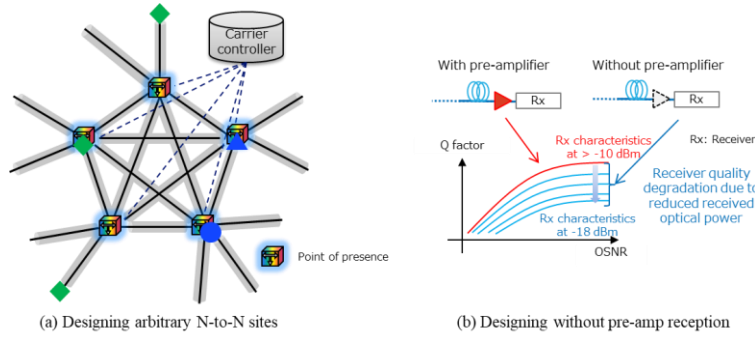 Carrier
controller
Point of presence
(a) Designing arbitrary N-to-N sites
With pre-amplifier
Without pre-amplifier
Rx
Rx
Rx: Receiver
Q factor
Rx characteristics
at > -10 dBm
Receiver quality
degradation due to
reduced received
optical power
Rx characteristics
at -18 dBm
OSNR
(b) Designing without pre-amp reception